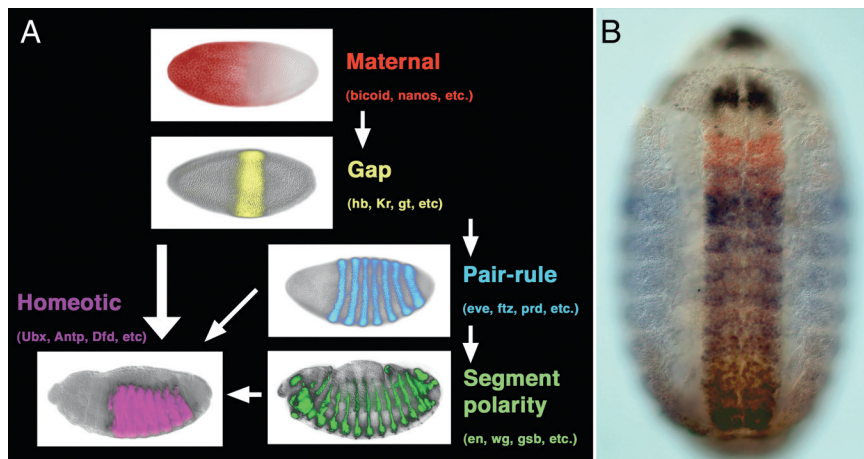 A
Maternal
(bicoid, nanos, etc.)
Gap
(hb, Kr, gt, etc)
Pair-rule
(eve, ftz, prd, etc.)
Homeotic
(Ubx, Antp, Dfd, etc)
Segment
polarity
(en, wg, gsb, etc.)
B